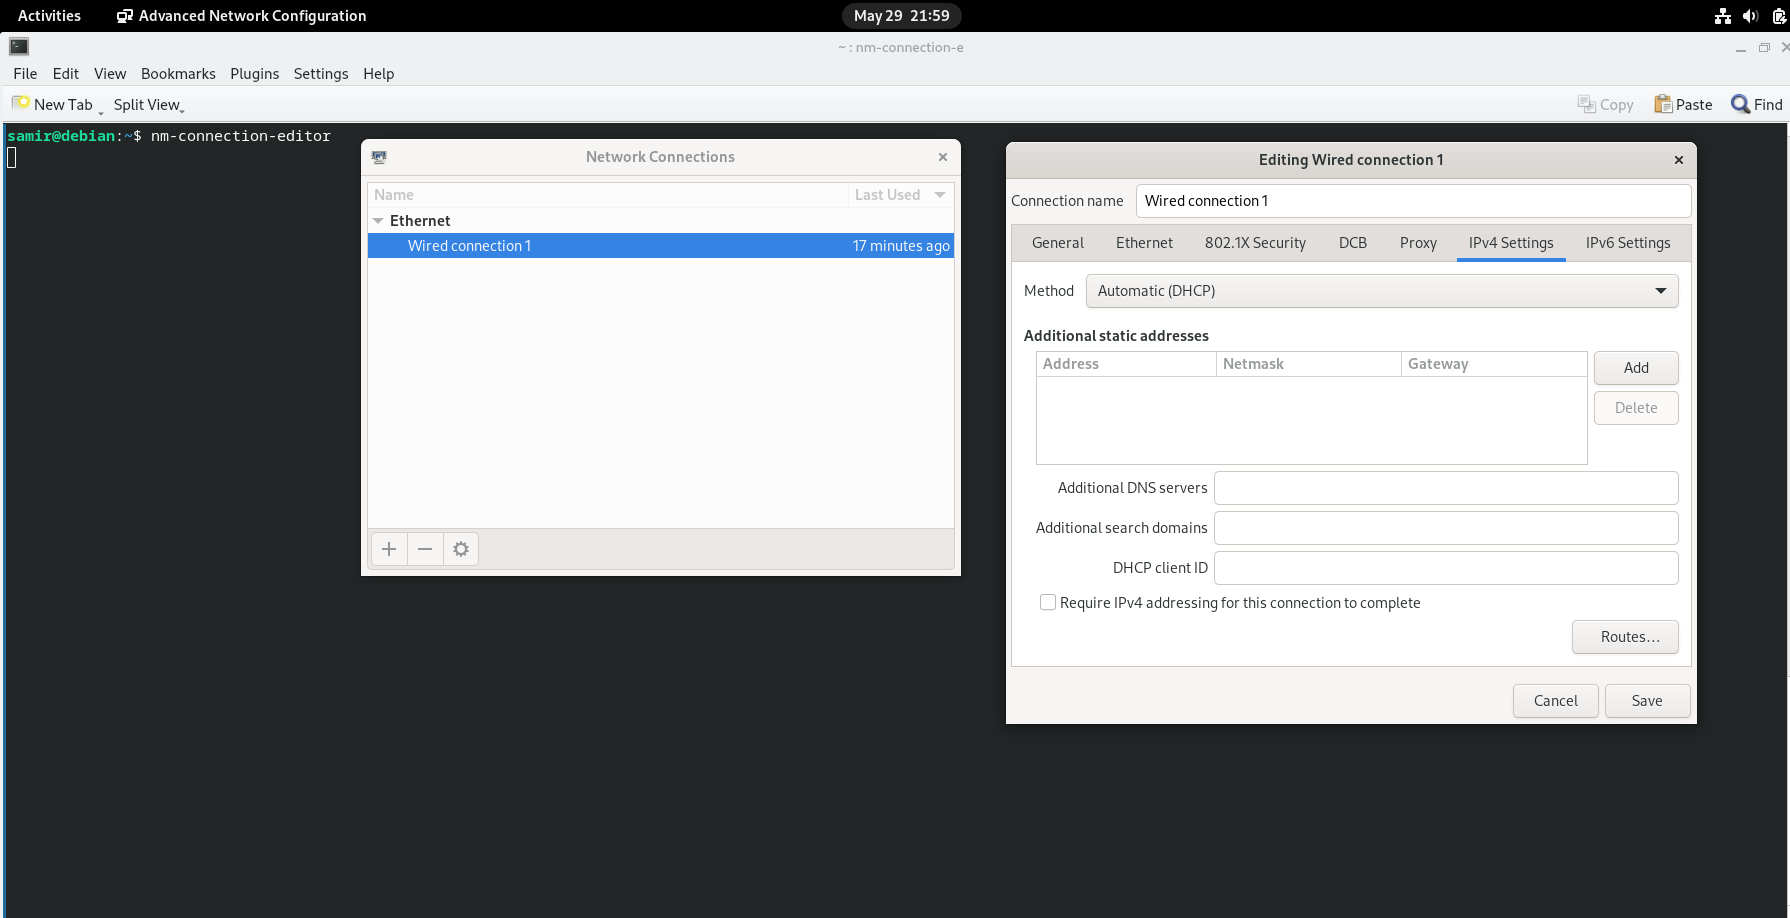 Activities Advanced Network Configuration May 29 21:59
~ : nm-connection-e
File Edit View Bookmarks Plugins Settings Help
New Tab Split View Copy Paste Find
samir@debian:~$ nm-connection-editor
Network Connections
Name Last Used
Ethernet
Wired connection 1 17 minutes ago
Editing Wired connection 1
Connection name Wired connection 1
General Ethernet 802.1X Security DCB Proxy IPv4 Settings IPv6 Settings
Method Automatic (DHCP)
Additional static addresses
Address Netmask Gateway
Add
Delete
Additional DNS servers
Additional search domains
DHCP client ID
Require IPv4 addressing for this connection to complete
Routes…
Cancel Save